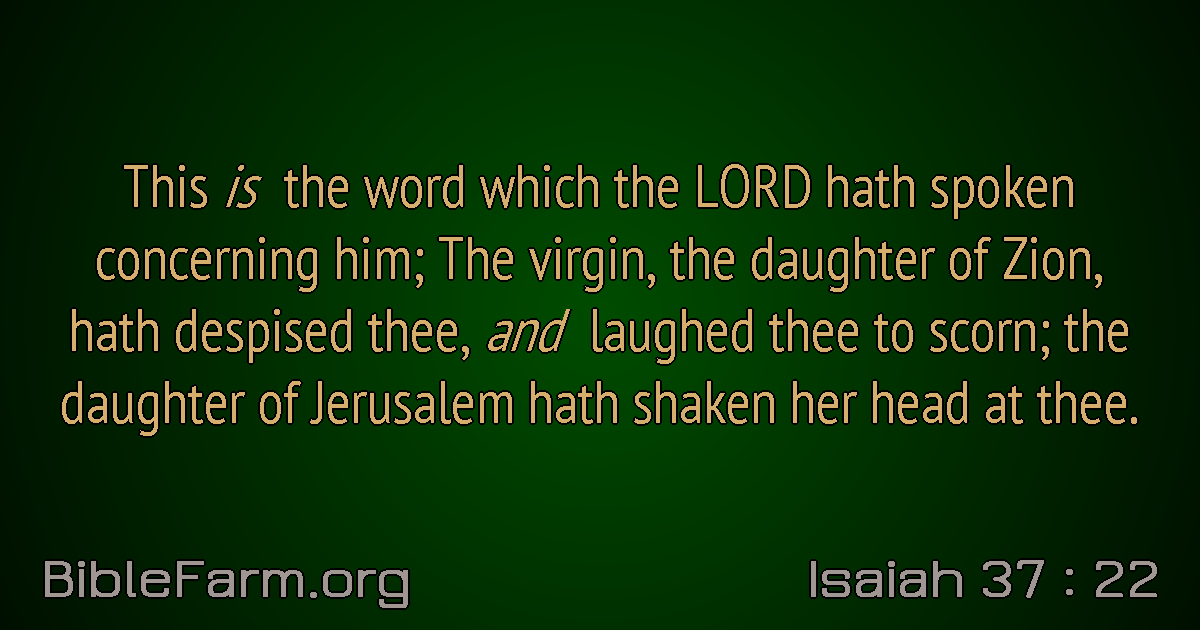 This is the word which the LORD hath spoken
concerning him; The virgin, the daughter of Zion,
hath despised thee, and laughed thee to scorn; the
daughter of Jerusalem hath shaken her head at thee.
BibleFarm.org
Isaiah 37 : 22